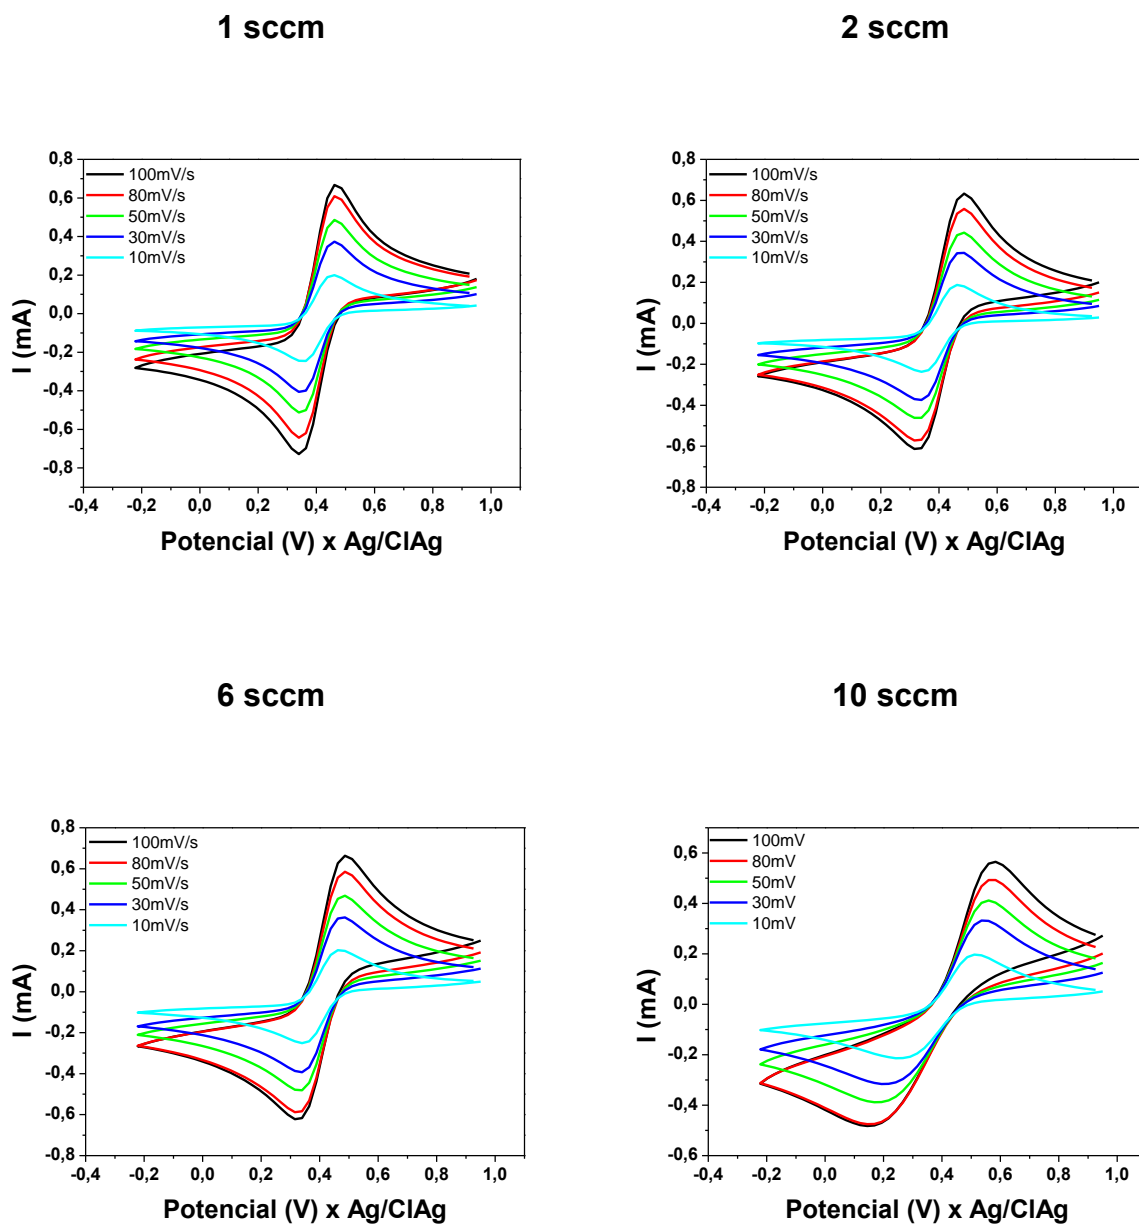 1 sccm
2 sccm
0,8
0,6
0,4
0,2
0,0
-0,2
-0,4
-0,6
-0,8
I (mA)
100mV/s
80mV/s
50mV/s
30mV/s
10mV/s
-0,4 -0,2 0,0 0,2 0,4 0,6 0,8 1,0
Potencial (V) x Ag/ClAg
0,8
0,6
0,4
0,2
0,0
-0,2
-0,4
-0,6
-0,8
I (mA)
100mV/s
80mV/s
50mV/s
30mV/s
10mV/s
-0,4 -0,2 0,0 0,2 0,4 0,6 0,8 1,0
Potencial (V) x Ag/ClAg
6 sccm
10 sccm
0,8
0,6
0,4
0,2
0,0
-0,2
-0,4
-0,6
-0,8
I (mA)
100mV/s
80mV/s
50mV/s
30mV/s
10mV/s
-0,4 -0,2 0,0 0,2 0,4 0,6 0,8 1,0
Potencial (V) x Ag/ClAg
0,6
0,4
0,2
0,0
-0,2
-0,4
-0,6
I (mA)
100mV
80mV
50mV
30mV
10mV
-0,4 -0,2 0,0 0,2 0,4 0,6 0,8 1,0
Potencial (V) x Ag/ClAg